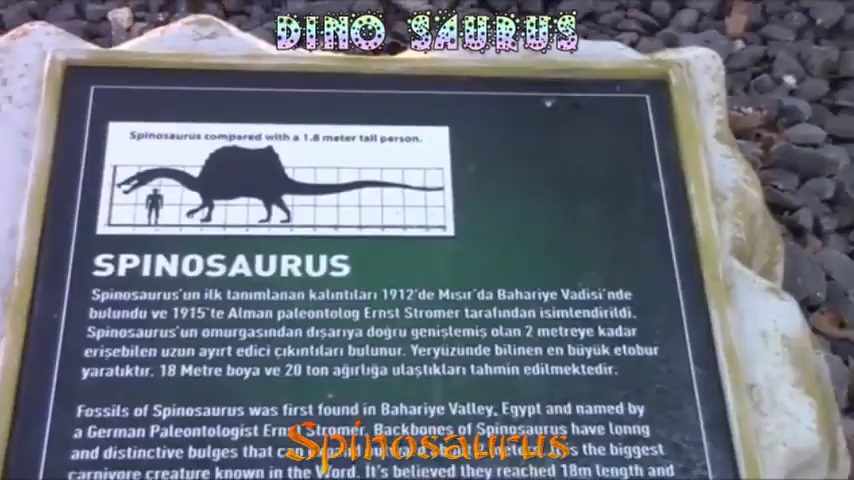 DINO SAURUS
Spinosaurus compared with a 1.8 meter tall person.
SPINOSAURUS
Spinosaurus'un ilk tanımlanan kalıntıları 1912'de Mısır'da Bahariye Vadisi'nde
bulundu ve 1915'te Alman paleontolog Ernst Stromer tarafından isimlendirildi.
Spinosaurus'un omurgasından dışarıya doğru genişlemiş olan 2 metreye kadar
erişebilen uzun ayırt edici çıkıntıları bulunur. Yeryüzünde bilinen en büyük etobur
yaratıktır. 18 Metre boya ve 20 ton ağırlığa ulaştıkları tahmin edilmektedir.
Fossils of Spinosaurus was first found in Bahariye Valley, Egypt and named by
a German Paleontologist Ernst Stromer. Backbones of Spinosaurus have lonng
and distinctive bulges that can the biggest
Spinosaurus
carnivore creature known in the Word. It's believed they reached 18m length and